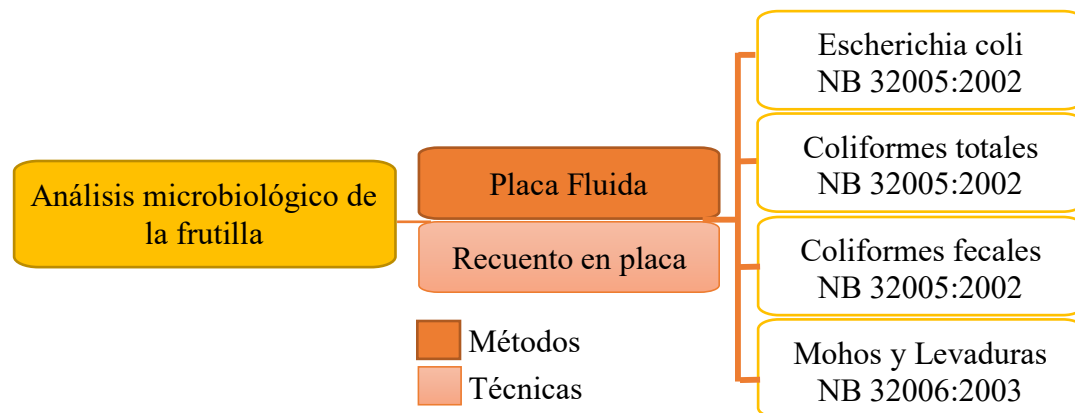 Análisis microbiológico de
la frutilla
Placa Fluida
Recuento en placa
Métodos
Técnicas
Escherichia coli
NB 32005:2002
Coliformes totales
NB 32005:2002
Coliformes fecales
NB 32005:2002
Mohos y Levaduras
NB 32006:2003